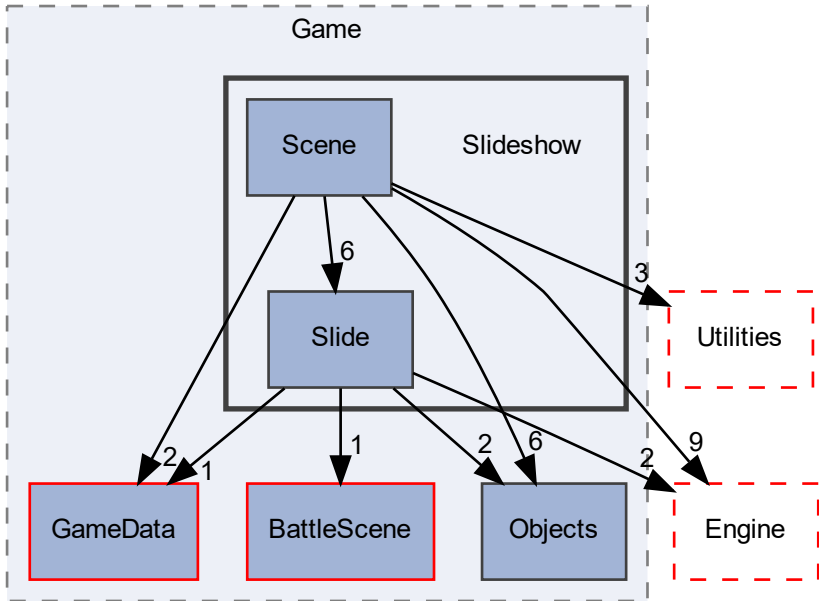 Game
Scene
Slideshow
6
3
Slide
Utilities
2
1
1
2
6
2
9
GameData
BattleScene
Objects
Engine